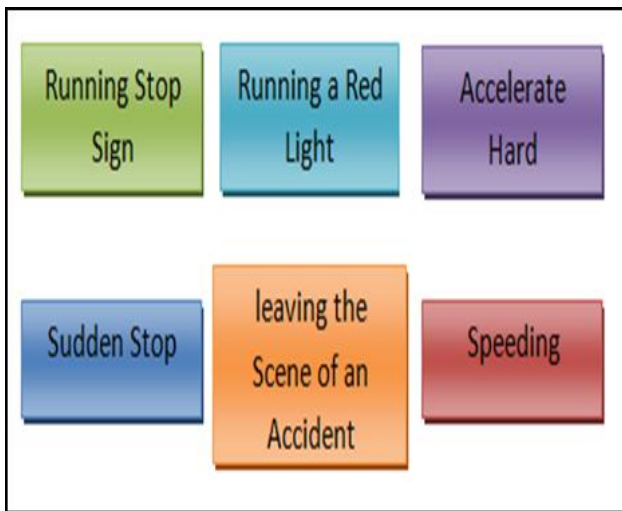 Running Stop
Sign
Running a Red
Light
Accelerate
Hard
Sudden Stop
leaving the
Scene of an
Accident
Speeding